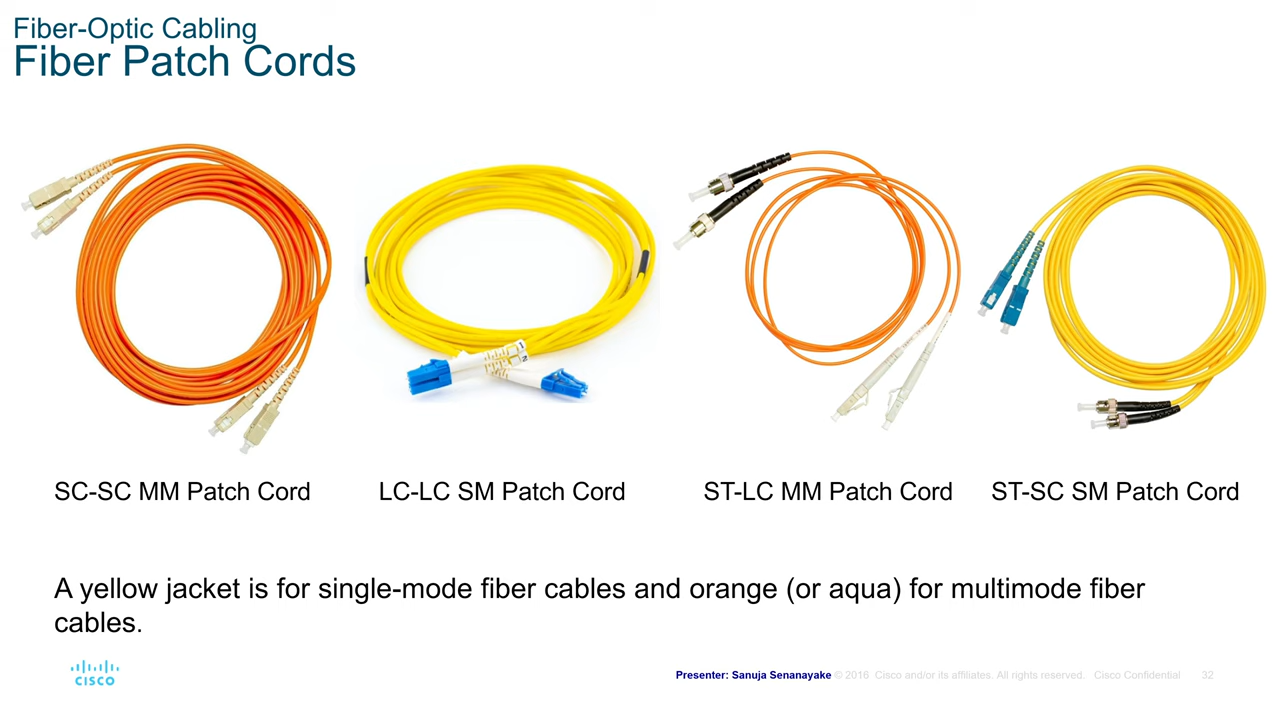 Fiber-Optic Cabling
Fiber Patch Cords
SC-SC MM Patch Cord
LC-LC SM Patch Cord
ST-LC MM Patch Cord
ST-SC SM Patch Cord
A yellow jacket is for single-mode fiber cables and orange (or aqua) for multimode fiber
cables.
CISCO
Presenter: Sanuja Senanayake © 2016 Cisco and/or its affiliates. All rights reserved. Cisco Confidential 32